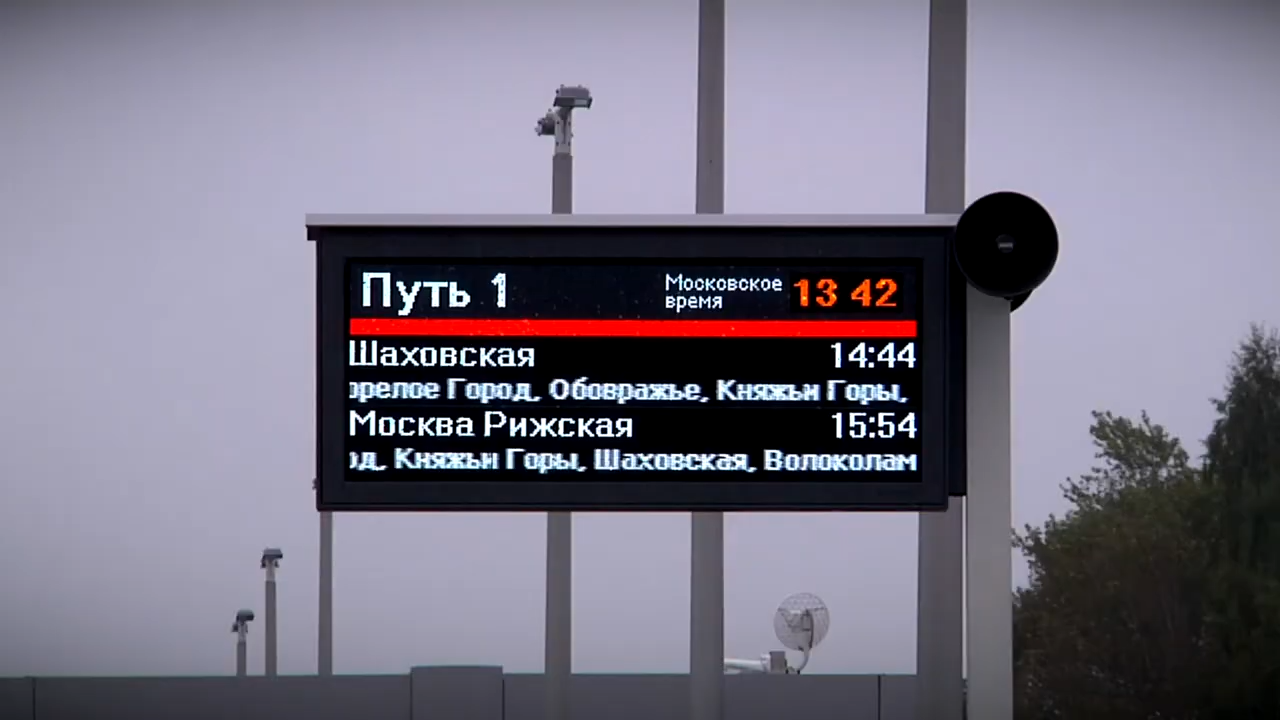 Путь 1
Московское
время
13 42
Шаховская 14:44
Город, Обовражье, Княжьи Горы,
Москва Рижская 15:54
Княжьи Горы, Шаховская, Волоколам